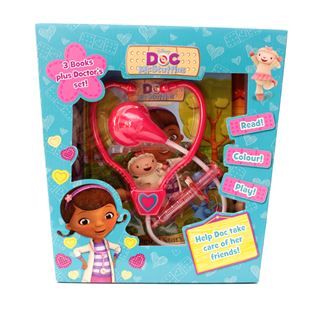 Disney
DOC
McStuffins
3 Books
plus Doctor's
set!
Read!
Colour!
Play!
Help Doc take
care of her
friends!